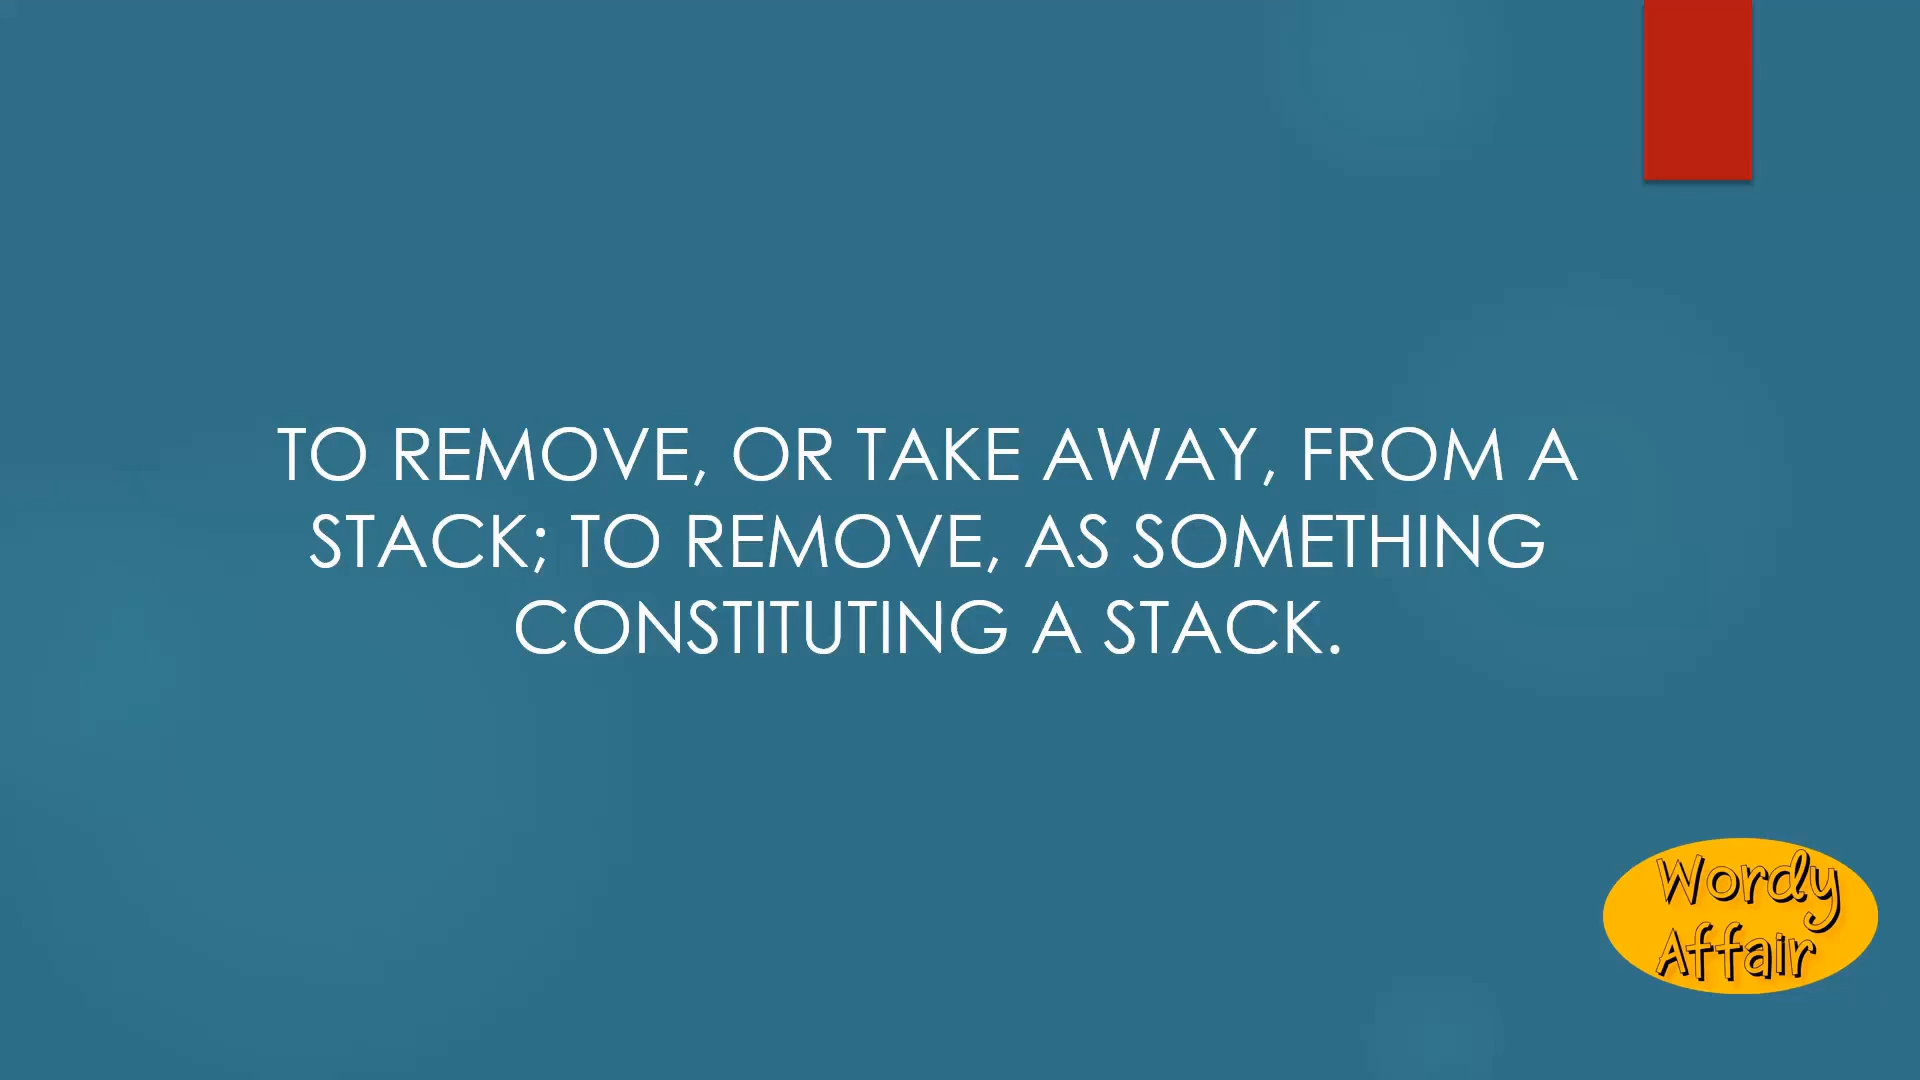 TO REMOVE, OR TAKE AWAY, FROM A
STACK; TO REMOVE, AS SOMETHING
CONSTITUTING A STACK.
Wordy
Affair